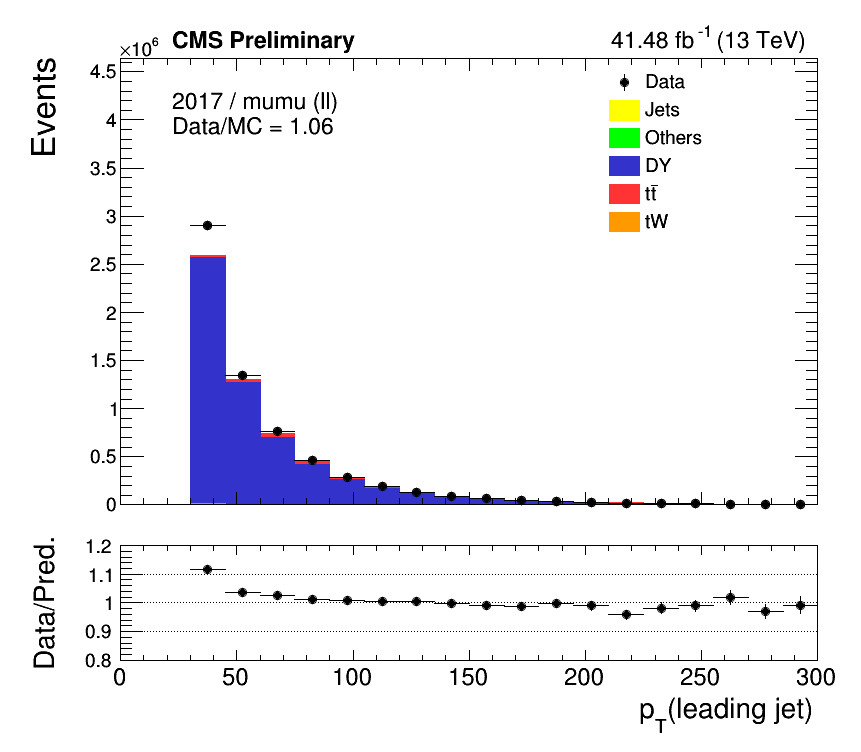 ×10⁶ CMS Preliminary 41.48 fb⁻¹ (13 TeV)
Events
4.5
4
3.5
3
2.5
2
1.5
1
0.5
0
2017 / mumu (ll)
Data/MC = 1.06
Data
Jets
Others
DY
tt̄
tW
Data/Pred.
1.2
1.1
1
0.9
0.8
0 50 100 150 200 250 300
p_T(leading jet)